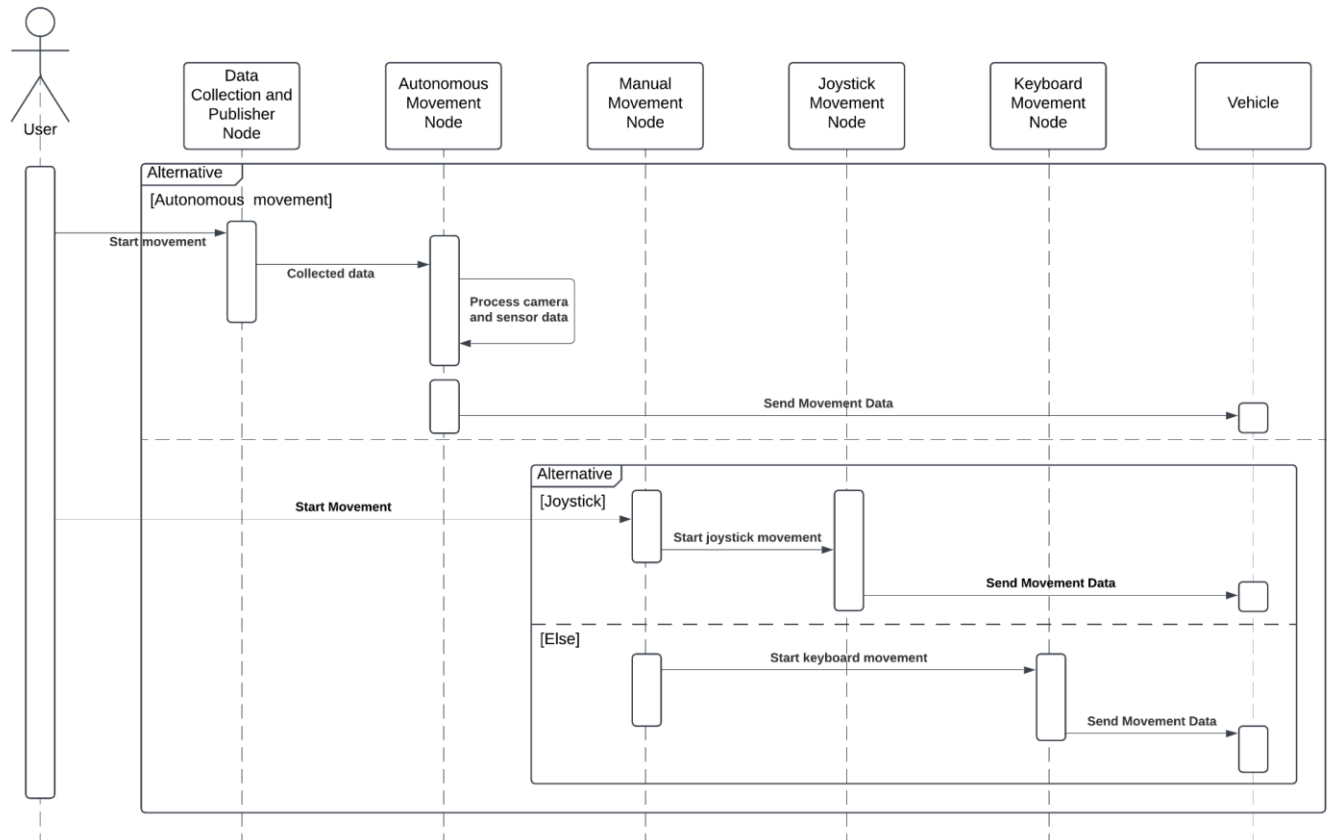 User
Data
Collection and
Publisher
Node
Autonomous
Movement
Node
Manual
Movement
Node
Joystick
Movement
Node
Keyboard
Movement
Node
Vehicle
Alternative
[Autonomous movement]
Start movement
Collected data
Process camera
and sensor data
Send Movement Data
Alternative
[Joystick]
Start Movement
Start joystick movement
Send Movement Data
[Else]
Start keyboard movement
Send Movement Data